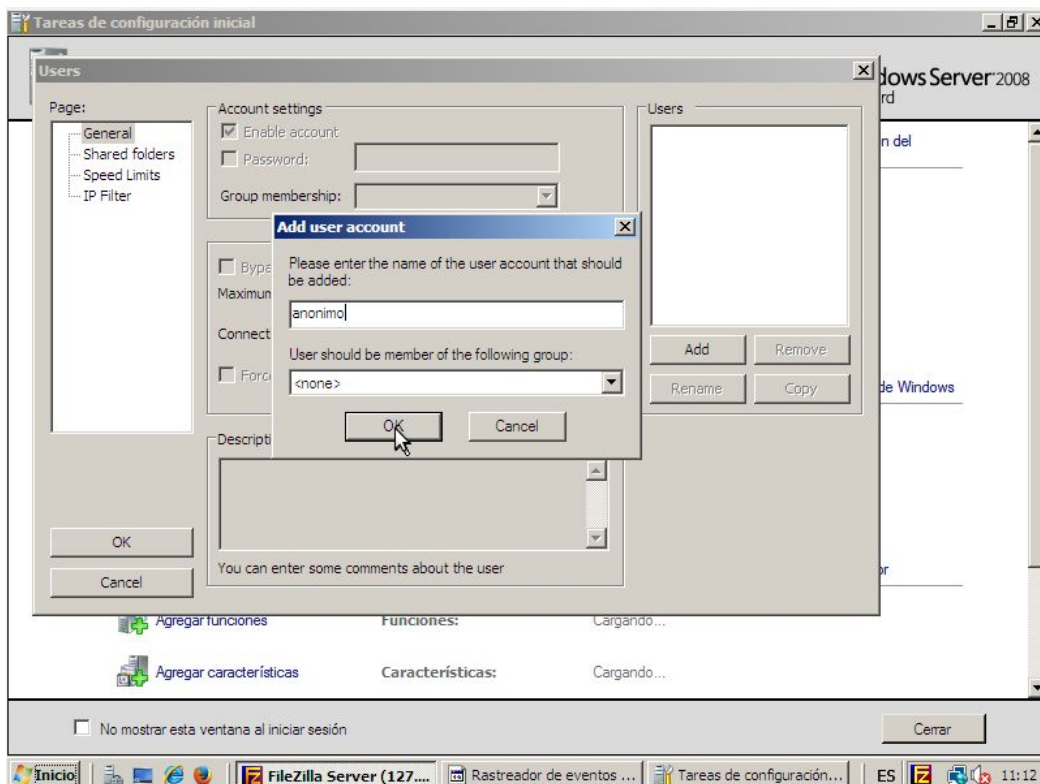 Tareas de configuración inicial
Users
dows Server 2008
rd
Page:
General
Shared folders
Speed Limits
IP Filter
Account settings
Enable account
Password:
Group membership:
Users
n del
Add user account
Please enter the name of the user account that should
be added:
anonimo
User should be member of the following group:
<none>
OK
Cancel
Bypa
Maximum
Connect
Force
Add
Remove
Rename
Copy
de Windows
Descripti
You can enter some comments about the user
OK
Cancel
or
Agregar funciones
Funciones:
Cargando...
Agregar características
Características:
Cargando...
No mostrar esta ventana al iniciar sesión
Cerrar
Inicio
FileZilla Server (127....
Rastreador de eventos ...
Tareas de configuración...
ES
11:12